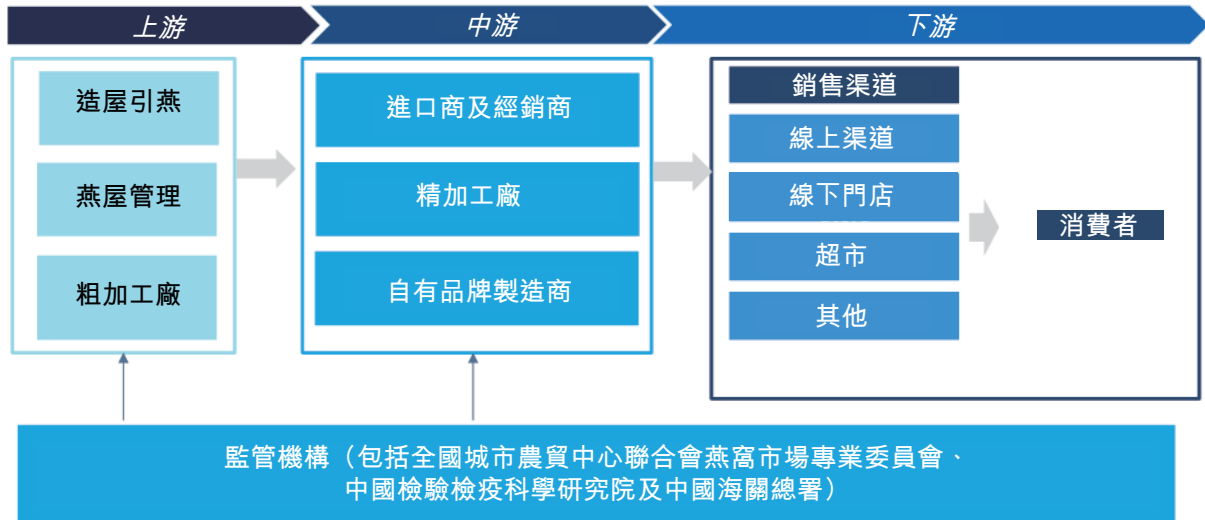 上游
中游
下游
造屋引燕
燕屋管理
粗加工廠
進口商及經銷商
精加工廠
自有品牌製造商
銷售渠道
線上渠道
線下門店
超市
其他
消費者
監管機構（包括全國城市農貿中心聯合會燕窩市場專業委員會、
中國檢驗檢疫科學研究院及中國海關總署）